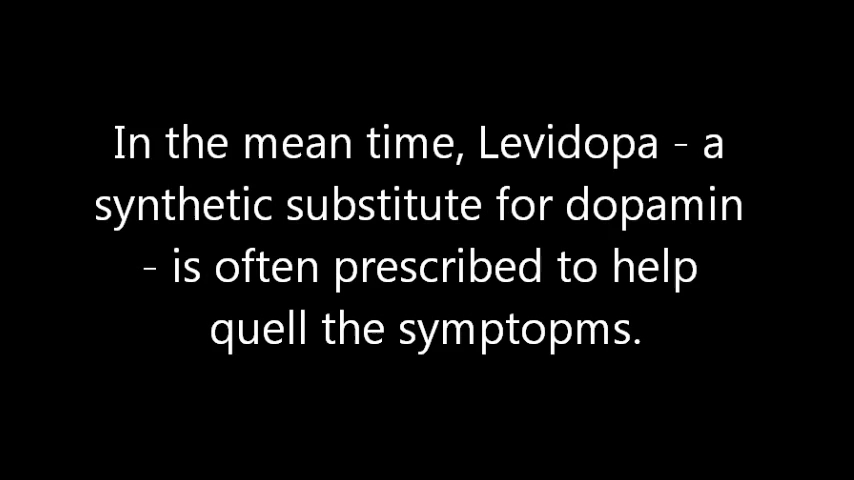 In the mean time, Levidopa - a
synthetic substitute for dopamin
- is often prescribed to help
quell the symptopms.